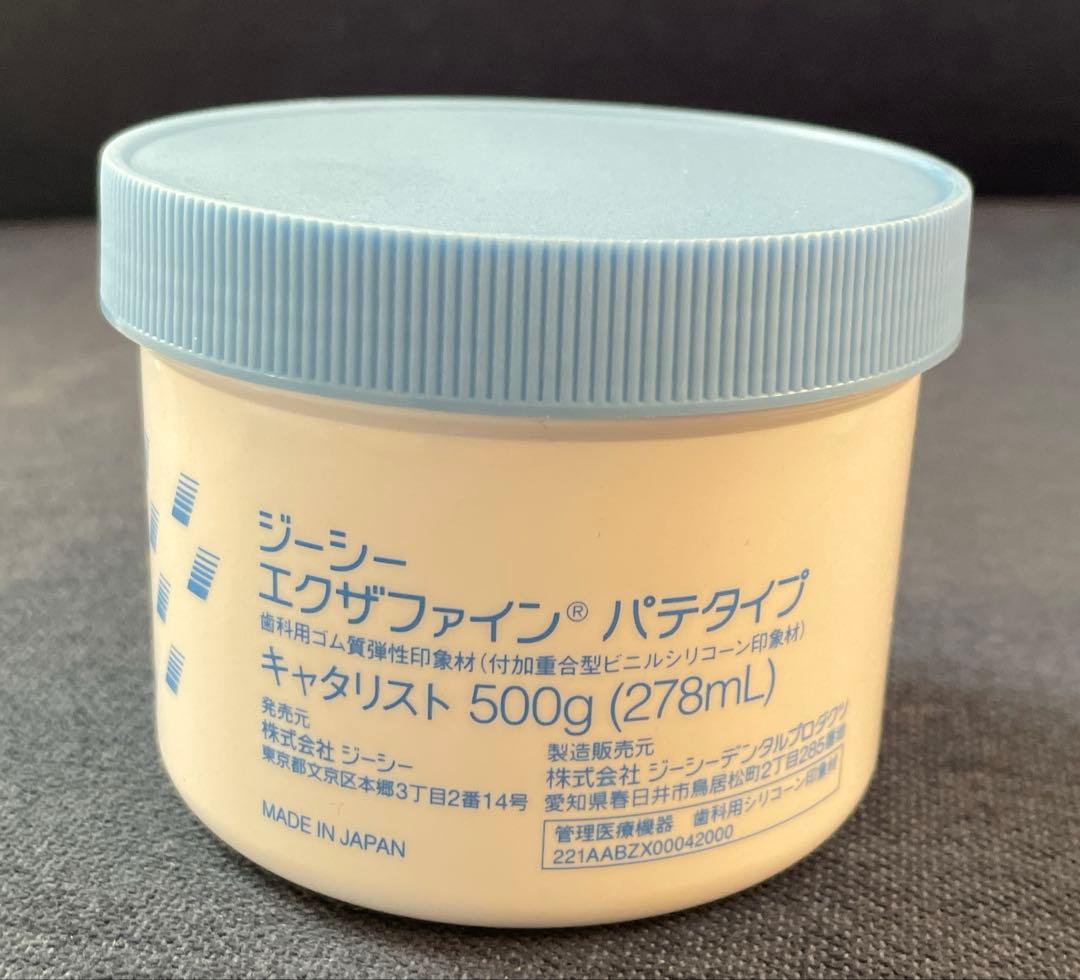 ジーシー
エクザファイン® パテタイプ
歯科用ゴム質弾性印象材(付加重合型ビニルシリコーン印象材)
キャタリスト 500g (278mL)
発売元
株式会社 ジーシー
東京都文京区本郷3丁目2番14号
製造販売元
株式会社 ジーシーデンタルプロダクツ
愛知県春日井市鳥居松町2丁目285番地
MADE IN JAPAN
管理医療機器 歯科用シリコーン印象材
221AABZX00042000